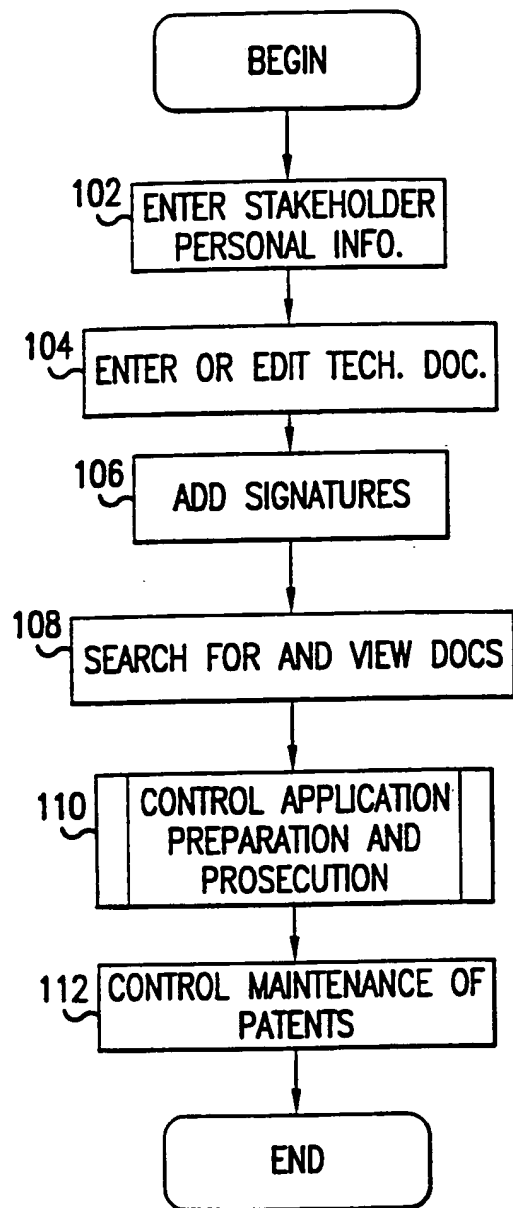 BEGIN
102
ENTER STAKEHOLDER
PERSONAL INFO.
104
ENTER OR EDIT TECH. DOC.
106
ADD SIGNATURES
108
SEARCH FOR AND VIEW DOCS
110
CONTROL APPLICATION
PREPARATION AND
PROSECUTION
112
CONTROL MAINTENANCE OF
PATENTS
END